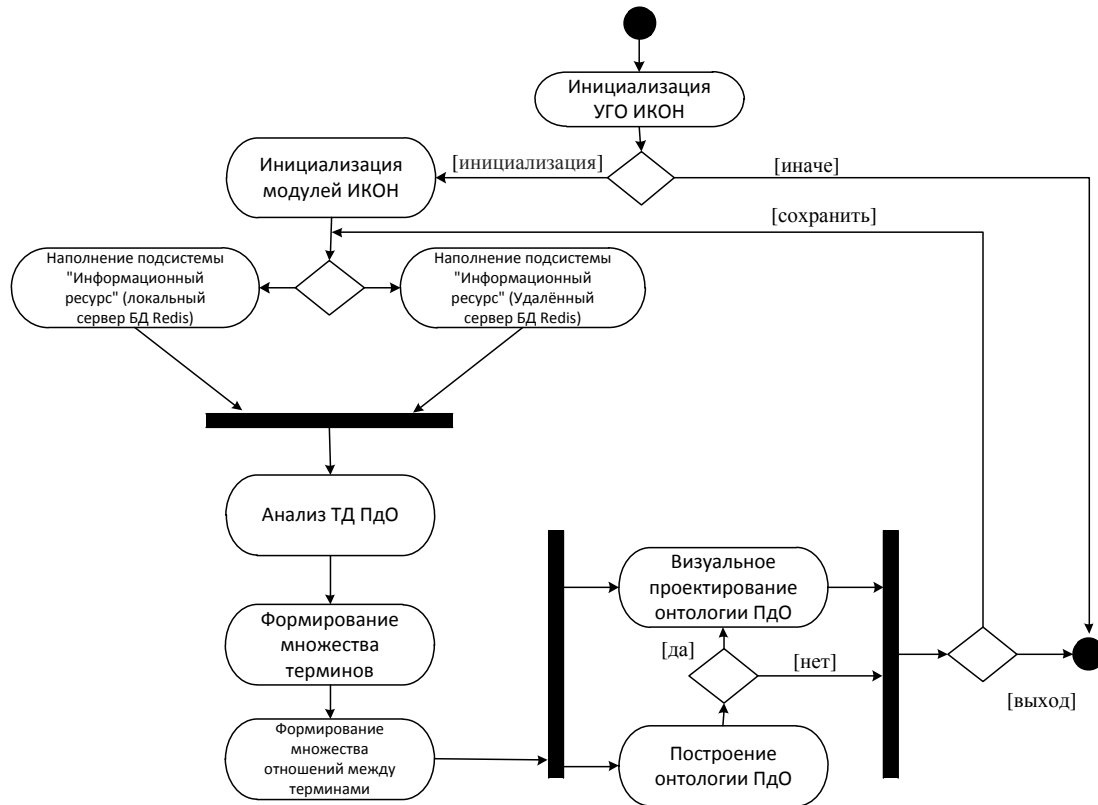 Инициализация
УГО ИКОН
[инициализация]
[иначе]
Инициализация
модулей ИКОН
[сохранить]
Наполнение подсистемы
"Информационный
ресурс" (локальный
сервер БД Redis)
Наполнение подсистемы
"Информационный
ресурс" (Удалённый
сервер БД Redis)
Анализ ТД ПдО
Формирование
множества
терминов
Формирование
множества
отношений между
терминами
Визуальное
проектирование
онтологии ПдО
[да]
[нет]
Построение
онтологии ПдО
[выход]